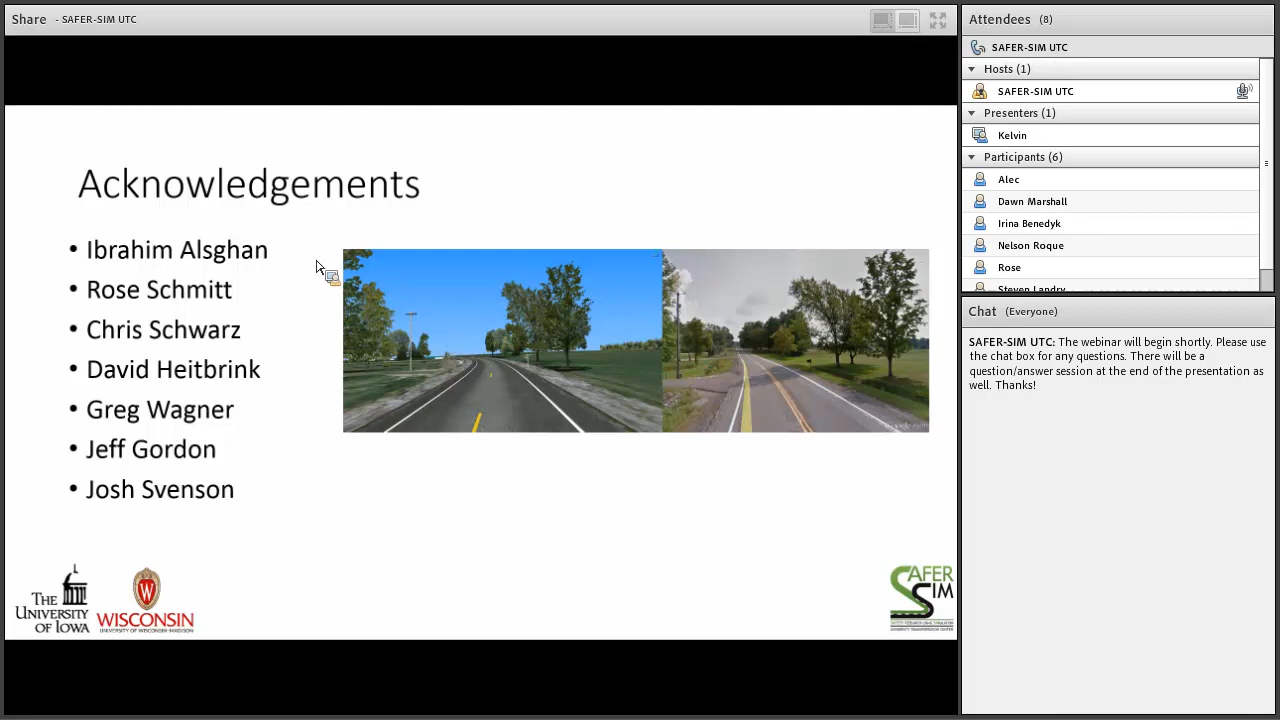 Share - SAFER-SIM UTC
Acknowledgements
• Ibrahim Alsghan
• Rose Schmitt
• Chris Schwarz
• David Heitbrink
• Greg Wagner
• Jeff Gordon
• Josh Svenson
THE
UNIVERSITY
OF IOWA
W
WISCONSIN
UNIVERSITY OF WISCONSIN-MADISON
SAFER
SIM
Attendees (8)
SAFER-SIM UTC
Hosts (1)
SAFER-SIM UTC
Presenters (1)
Kelvin
Participants (6)
Alec
Dawn Marshall
Irina Benedyk
Nelson Roque
Rose
Steven Landry
Chat (Everyone)
SAFER-SIM UTC: The webinar will begin shortly. Please use
the chat box for any questions. There will be a
question/answer session at the end of the presentation as
well. Thanks!